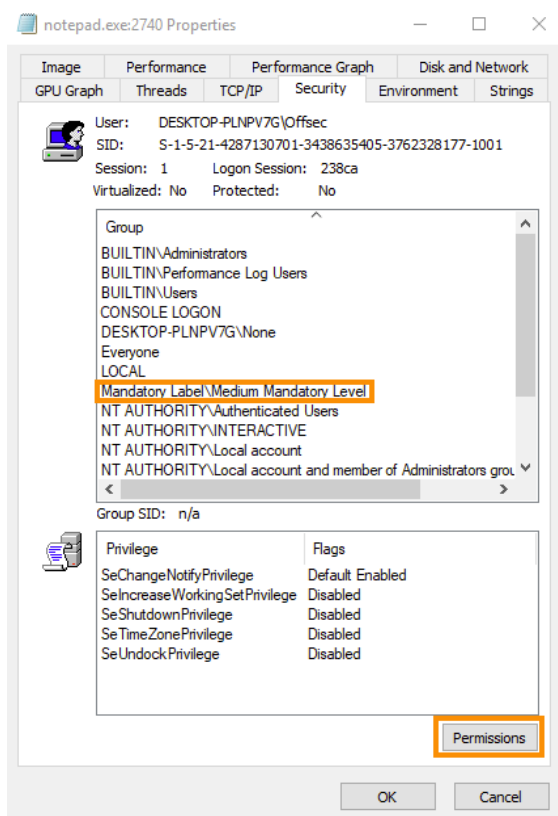 notepad.exe:2740 Properties
Image Performance Performance Graph Disk and Network
GPU Graph Threads TCP/IP Security Environment Strings
User: DESKTOP-PLNPV7G\Offsec
SID: S-1-5-21-4287130701-3438635405-3762328177-1001
Session: 1 Logon Session: 238ca
Virtualized: No Protected: No
Group
BUILTIN\Administrators
BUILTIN\Performance Log Users
BUILTIN\Users
CONSOLE LOGON
DESKTOP-PLNPV7G\None
Everyone
LOCAL
Mandatory Label\Medium Mandatory Level
NT AUTHORITY\Authenticated Users
NT AUTHORITY\INTERACTIVE
NT AUTHORITY\Local account
NT AUTHORITY\Local account and member of Administrators grou
Group SID: n/a
Privilege Flags
SeChangeNotifyPrivilege Default Enabled
SeIncreaseWorkingSetPrivilege Disabled
SeShutdownPrivilege Disabled
SeTimeZonePrivilege Disabled
SeUndockPrivilege Disabled
Permissions
OK Cancel